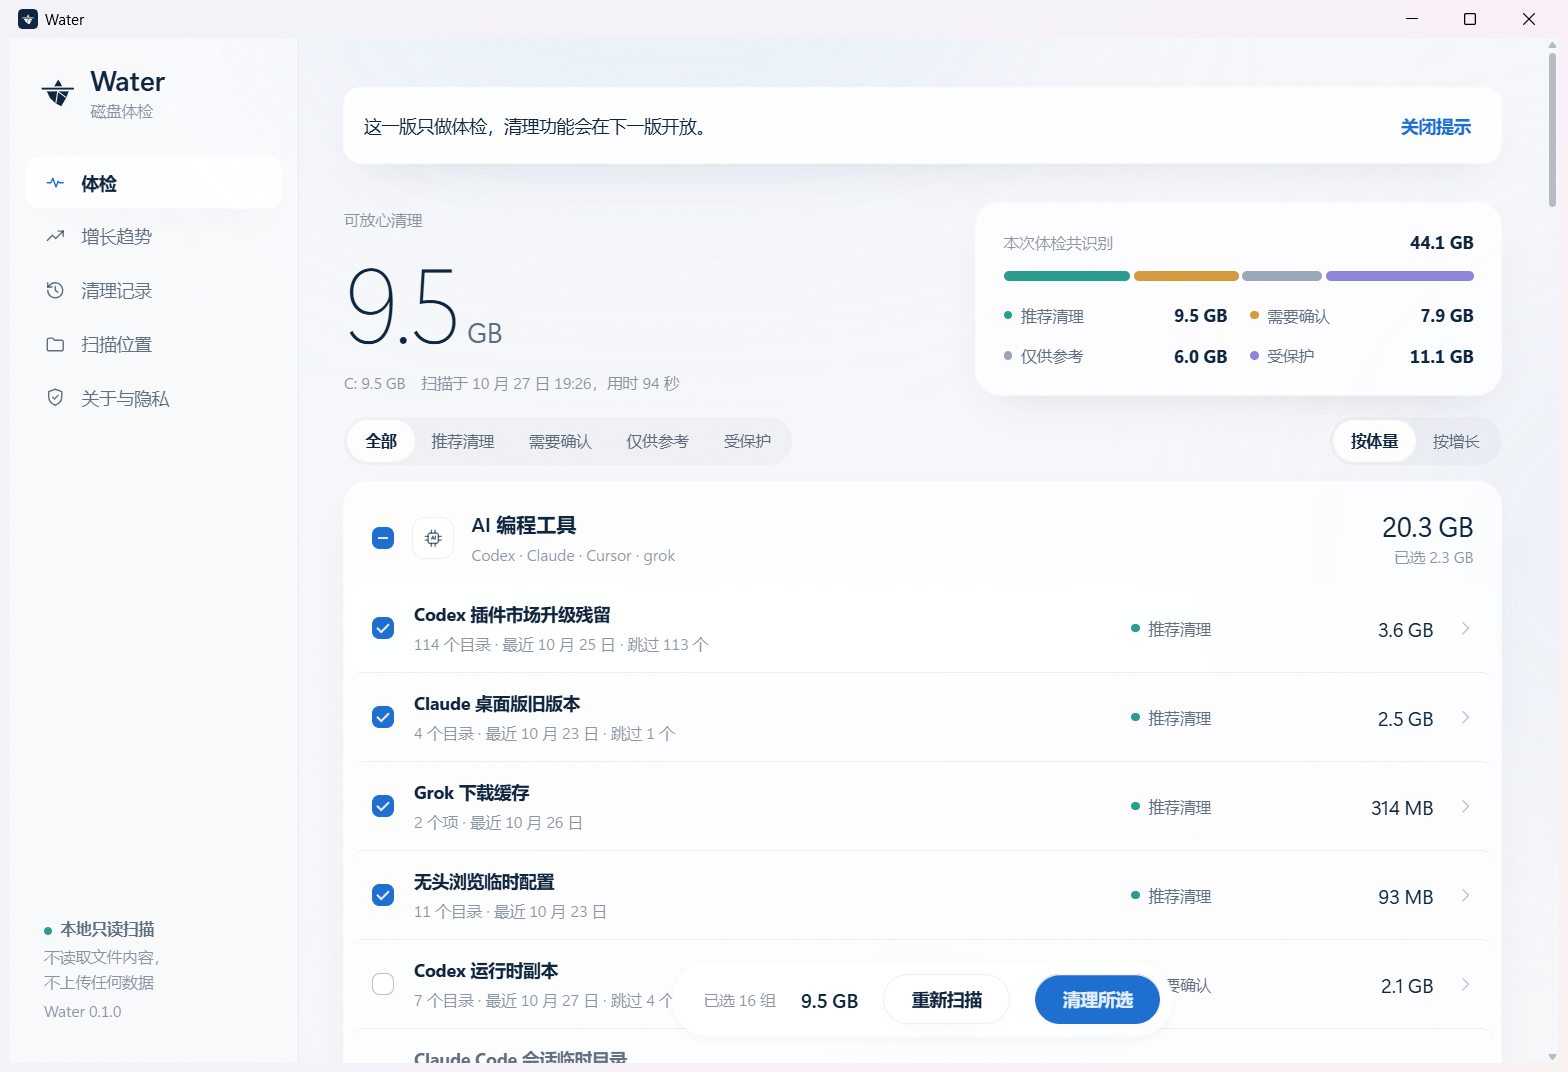 Water
Water
磁盘体检
体检
增长趋势
清理记录
扫描位置
关于与隐私
本地只读扫描
不读取文件内容，
不上传任何数据
Water 0.1.0
这一版只做体检，清理功能会在下一版开放。
关闭提示
可放心清理
9.5 GB
C: 9.5 GB 扫描于 10 月 27 日 19:26，用时 94 秒
本次体检共识别 44.1 GB
推荐清理 9.5 GB 需要确认 7.9 GB
仅供参考 6.0 GB 受保护 11.1 GB
全部 推荐清理 需要确认 仅供参考 受保护
按体量 按增长
AI 编程工具
Codex · Claude · Cursor · grok
20.3 GB
已选 2.3 GB
Codex 插件市场升级残留
114 个目录 · 最近 10 月 25 日 · 跳过 113 个
推荐清理 3.6 GB
Claude 桌面版旧版本
4 个目录 · 最近 10 月 23 日 · 跳过 1 个
推荐清理 2.5 GB
Grok 下载缓存
2 个项 · 最近 10 月 26 日
推荐清理 314 MB
无头浏览临时配置
11 个目录 · 最近 10 月 23 日
推荐清理 93 MB
Codex 运行时副本
7 个目录 · 最近 10 月 27 日 · 跳过 4 个
要确认 2.1 GB
已选 16 组 9.5 GB 重新扫描 清理所选
Claude Code 会话临时目录